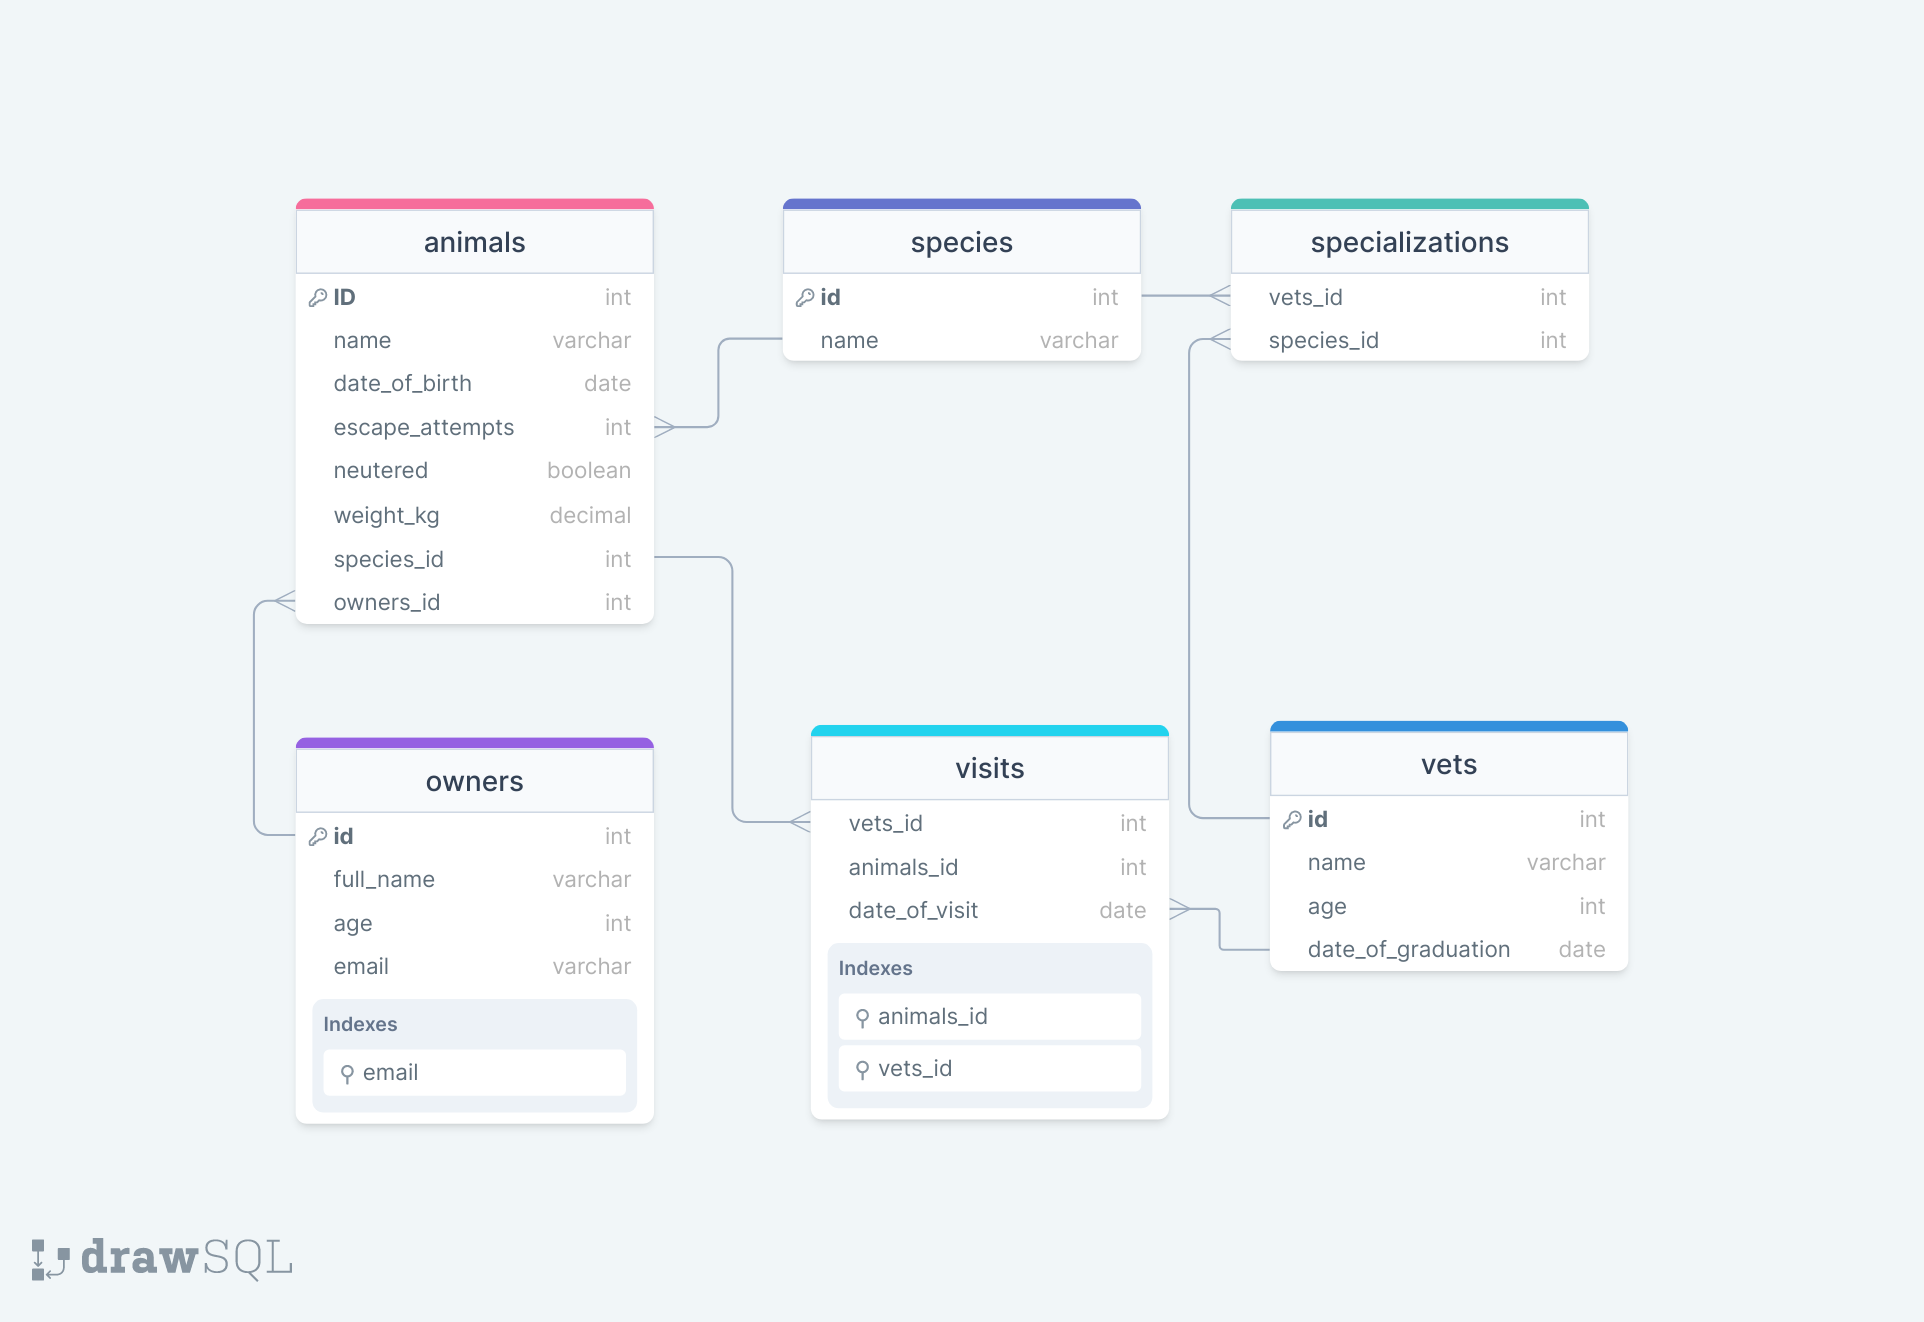 animals
ID int
name varchar
date_of_birth date
escape_attempts int
neutered boolean
weight_kg decimal
species_id int
owners_id int
species
id int
name varchar
specializations
vets_id int
species_id int
owners
id int
full_name varchar
age int
email varchar
Indexes
email
visits
vets_id int
animals_id int
date_of_visit date
Indexes
animals_id
vets_id
vets
id int
name varchar
age int
date_of_graduation date
drawSQL